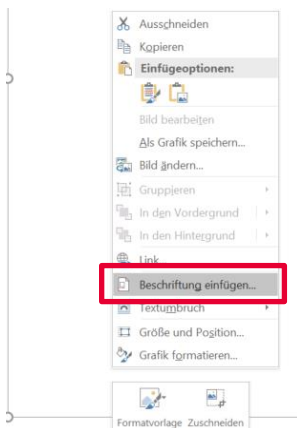 Ausschneiden
Kopieren
Einfügeoptionen:
Bild bearbeiten
Als Grafik speichern...
Bild ändern...
Gruppieren
In den Vordergrund
In den Hintergrund
Link...
Beschriftung einfügen...
Textumbruch
Größe und Position...
Grafik formatieren...
Formatvorlage Zuschneiden